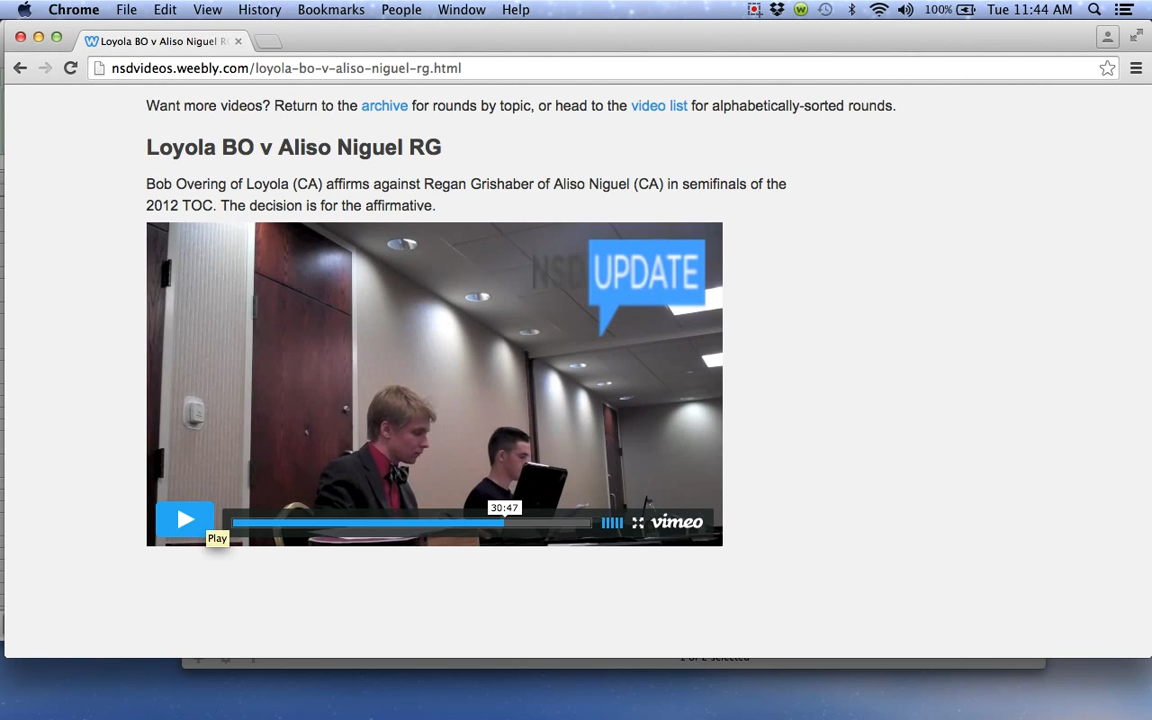 Chrome File Edit View History Bookmarks People Window Help 100% Tue 11:44 AM
Loyola BO v Aliso Niguel
nsdvideos.weebly.com/loyola-bo-v-aliso-niguel-rg.html
Want more videos? Return to the archive for rounds by topic, or head to the video list for alphabetically-sorted rounds.
Loyola BO v Aliso Niguel RG
Bob Overing of Loyola (CA) affirms against Regan Grishaber of Aliso Niguel (CA) in semifinals of the
2012 TOC. The decision is for the affirmative.
NSD UPDATE
30:47
vimeo
Play